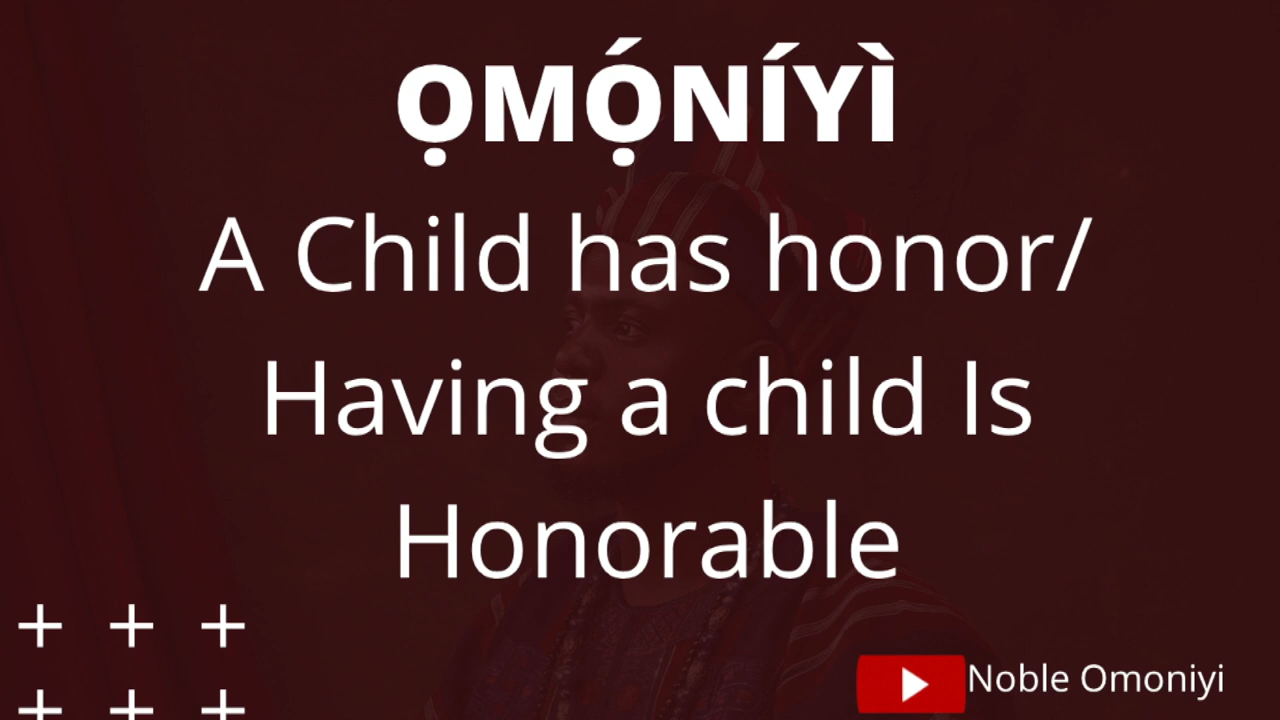 ỌMỌ́NÍYÌ
A Child has honor/
Having a child Is
Honorable
Noble Omoniyi